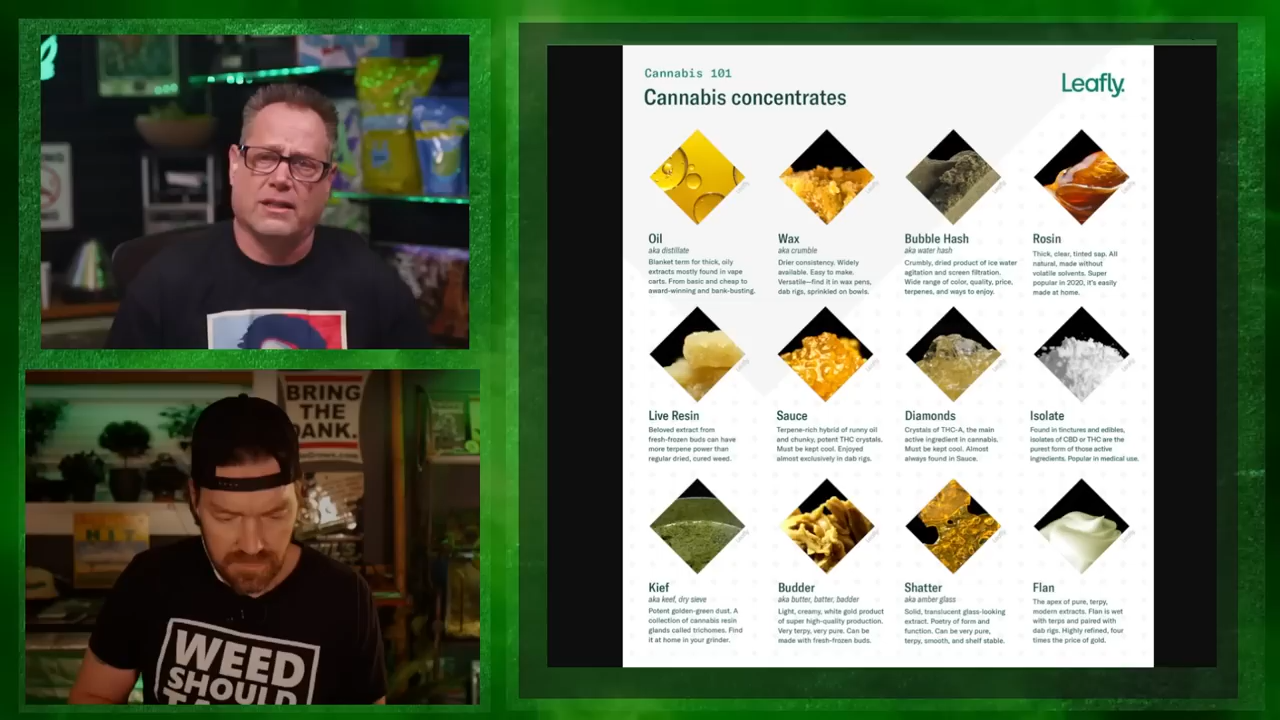 BRING
THE
DANK.
WEED
SHOULD
Cannabis 101
Cannabis concentrates
Leafly.
Oil
aka distillate
Blanket term for thick, oily
extracts mostly found in vape
carts. From basic and cheap to
award-winning and bank-busting.
Wax
aka crumble
Drier consistency. Widely
available. Easy to make.
Versatile—find it in wax pens,
dab rigs, sprinkled on bowls.
Bubble Hash
aka water hash
Crumbly, dried product of ice water
agitation and screen filtration.
Wide range of color, quality, price,
terpenes, and ways to enjoy.
Rosin
Thick, clear, tinted sap. All
natural, made without
volatile solvents. Super
popular in 2020, it's easily
made at home.
Live Resin
Beloved extract from
fresh-frozen buds can have
more terpene power than
regular dried, cured weed.
Sauce
Terpene-rich hybrid of runny oil
and chunky, potent THC crystals.
Must be kept cool. Enjoyed
almost exclusively in dab rigs.
Diamonds
Crystals of THC-A, the main
active ingredient in cannabis.
Must be kept cool. Almost
always found in Sauce.
Isolate
Found in tinctures and edibles,
isolates of CBD or THC are the
purest form of those active
ingredients. Popular in medical use.
Kief
aka keef, dry sieve
Potent golden-green dust. A
collection of cannabis resin
glands called trichomes. Find
it at home in your grinder.
Budder
aka butter, batter, badder
Light, creamy, white gold product
of super high-quality production.
Very terpy, very pure. Can be
made with fresh-frozen buds.
Shatter
aka amber glass
Solid, translucent glass-looking
extract. Poetry of form and
function. Can be very pure,
terpy, smooth, and shelf stable.
Flan
The apex of pure, terpy,
modern extracts. Flan is wet
with terps and paired with
dab rigs. Highly refined, four
times the price of gold.